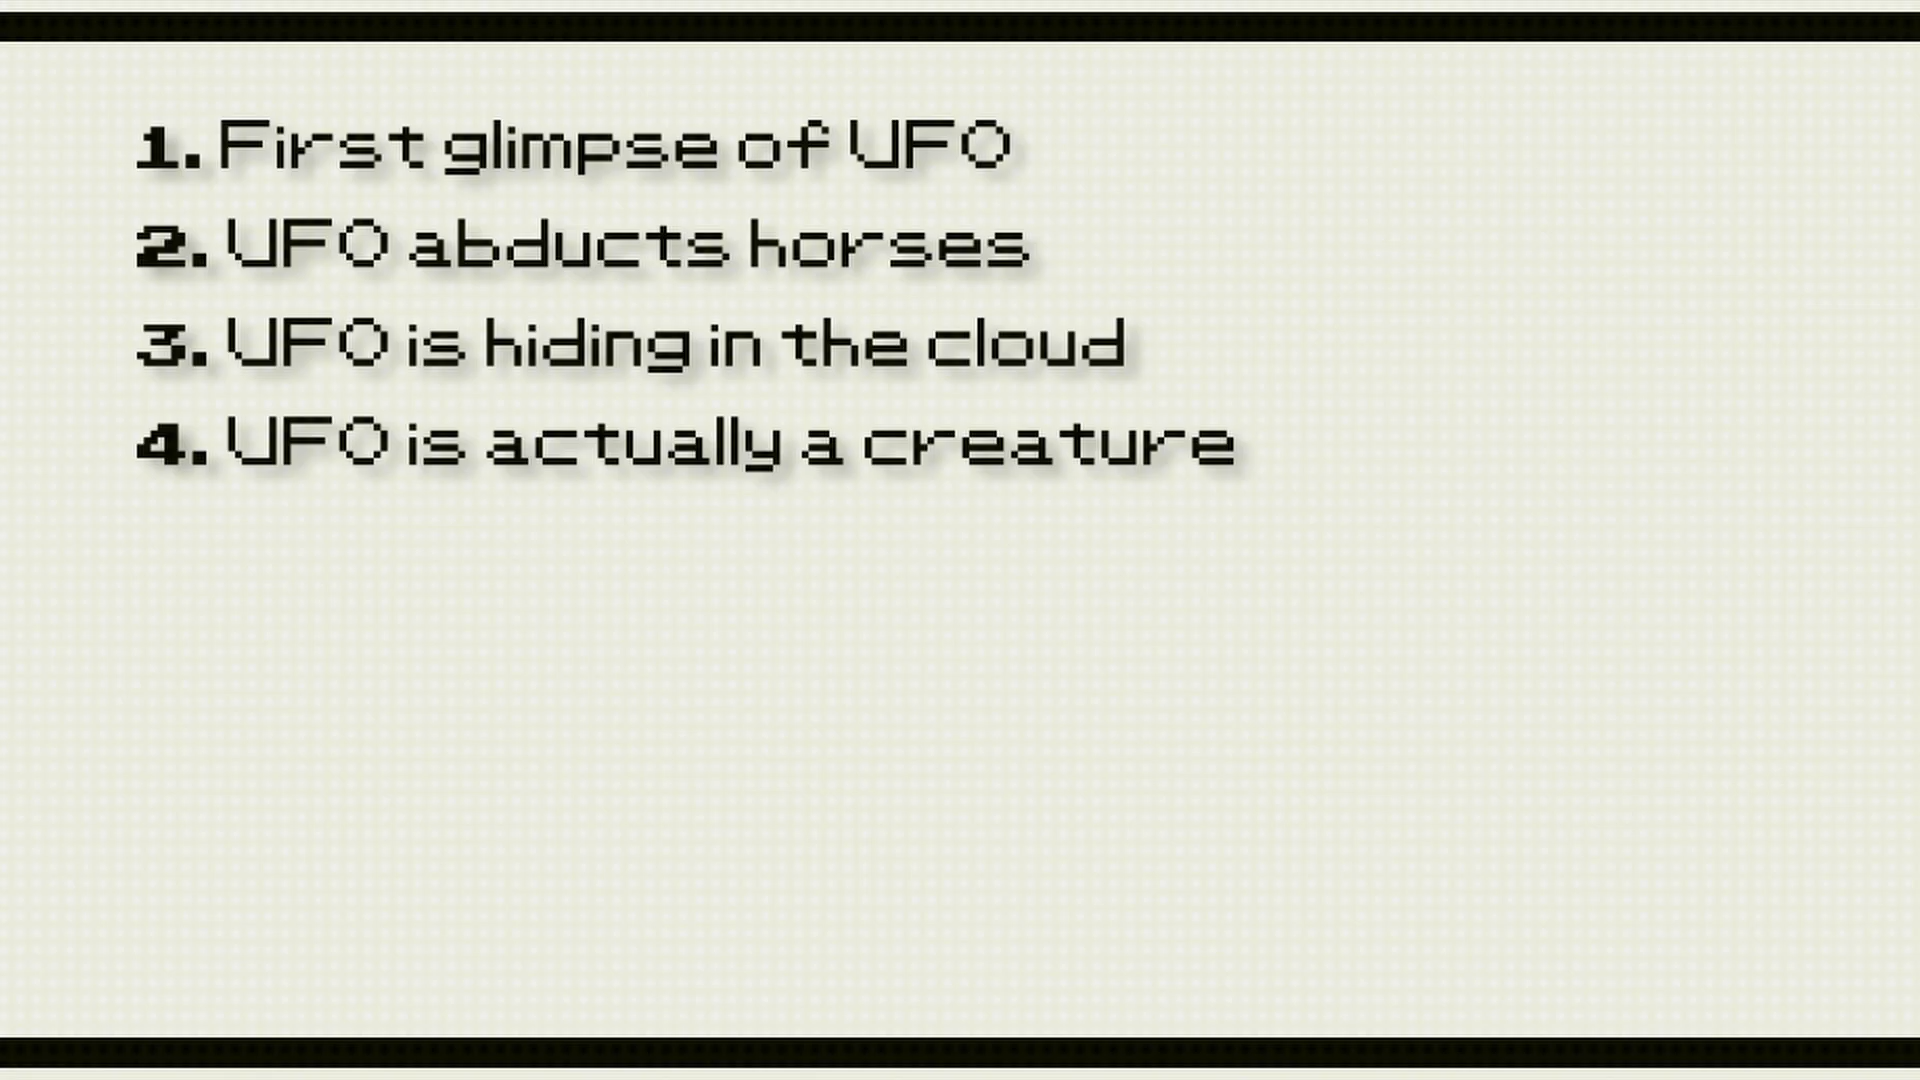 1. First glimpse of UFO
2. UFO abducts horses
3. UFO is hiding in the cloud
4. UFO is actually a creature